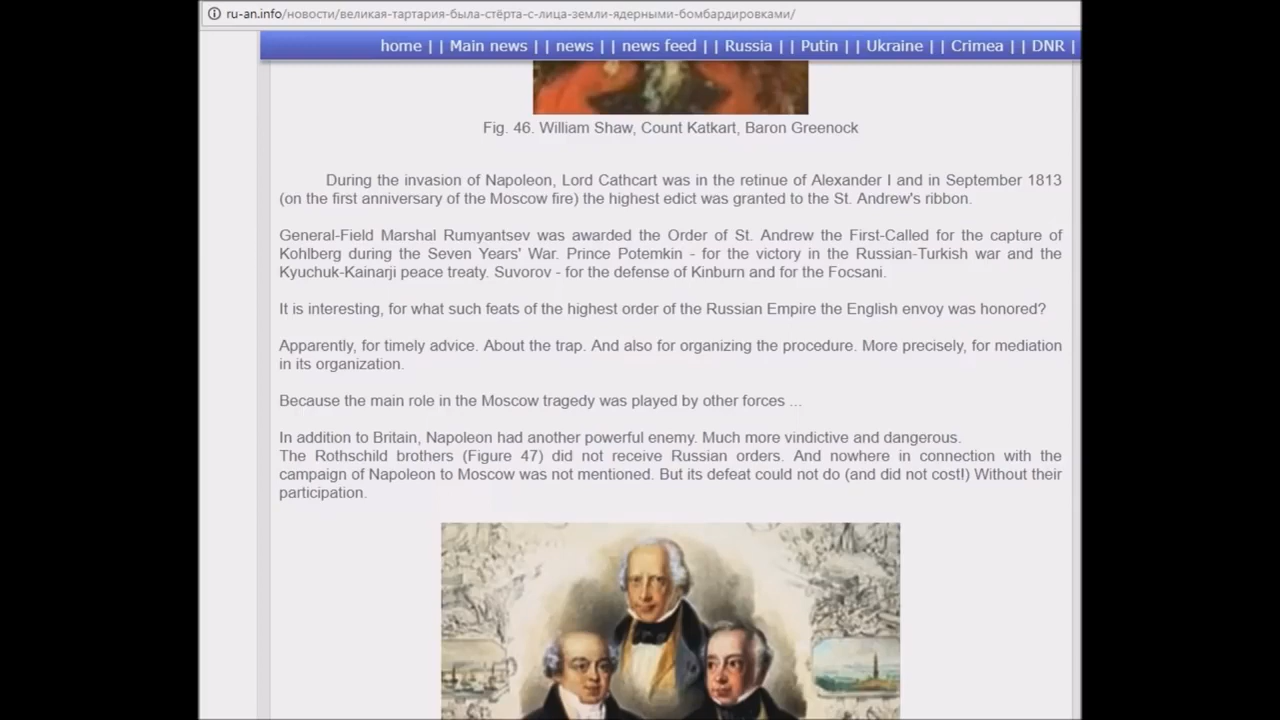 ru-an.info/новости/великая-тартария-была-стёрта-с-лица-земли-ядерными-бомбардировками/
home | | Main news | | news | | news feed | | Russia | | Putin | | Ukraine | | Crimea | | DNR |
Fig. 46. William Shaw, Count Katkart, Baron Greenock
During the invasion of Napoleon, Lord Cathcart was in the retinue of Alexander I and in September 1813
(on the first anniversary of the Moscow fire) the highest edict was granted to the St. Andrew's ribbon.
General-Field Marshal Rumyantsev was awarded the Order of St. Andrew the First-Called for the capture of
Kohlberg during the Seven Years' War. Prince Potemkin - for the victory in the Russian-Turkish war and the
Kyuchuk-Kainarji peace treaty. Suvorov - for the defense of Kinburn and for the Focsani.
It is interesting, for what such feats of the highest order of the Russian Empire the English envoy was honored?
Apparently, for timely advice. About the trap. And also for organizing the procedure. More precisely, for mediation
in its organization.
Because the main role in the Moscow tragedy was played by other forces ...
In addition to Britain, Napoleon had another powerful enemy. Much more vindictive and dangerous.
The Rothschild brothers (Figure 47) did not receive Russian orders. And nowhere in connection with the
campaign of Napoleon to Moscow was not mentioned. But its defeat could not do (and did not cost!) Without their
participation.